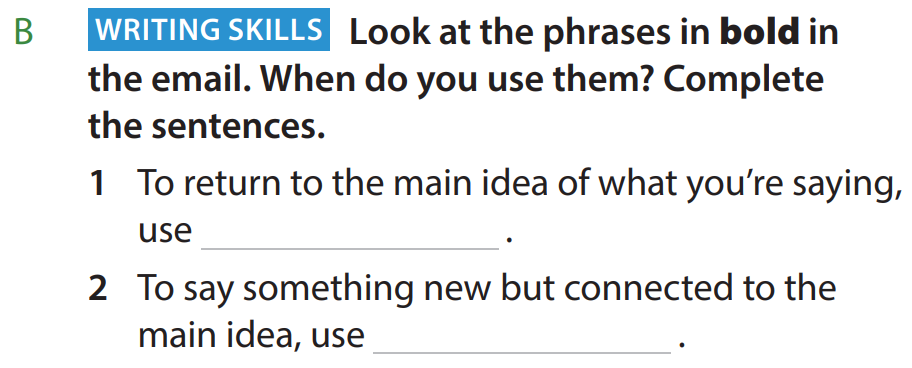 B WRITING SKILLS Look at the phrases in bold in
the email. When do you use them? Complete
the sentences.
1 To return to the main idea of what you’re saying,
use ____________.
2 To say something new but connected to the
main idea, use ____________.